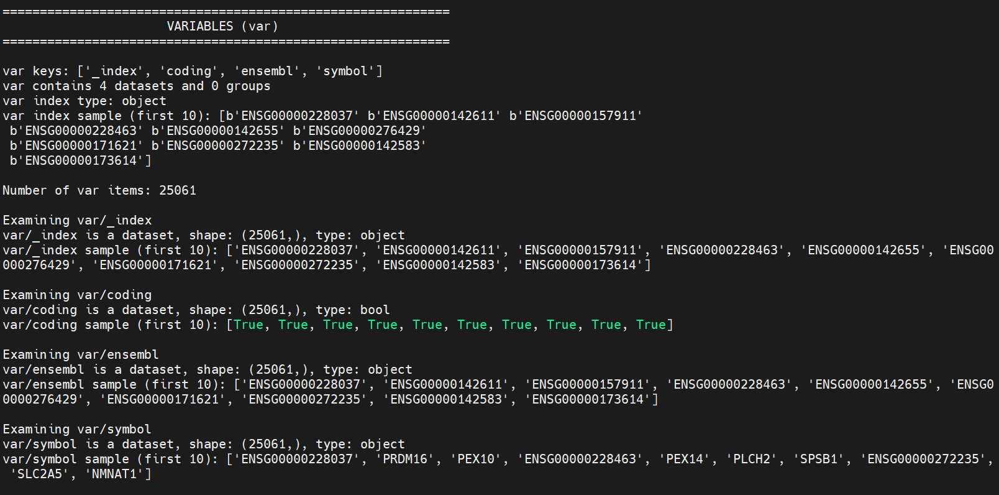 ============================================================
VARIABLES (var)
============================================================
var keys: ['_index', 'coding', 'ensembl', 'symbol']
var contains 4 datasets and 0 groups
var index type: object
var index sample (first 10): [b'ENSG00000228037' b'ENSG00000142611' b'ENSG00000157911'
b'ENSG00000228463' b'ENSG00000142655' b'ENSG00000276429'
b'ENSG00000171621' b'ENSG00000272235' b'ENSG00000142583'
b'ENSG00000173614']
Number of var items: 25061
Examining var/_index
var/_index is a dataset, shape: (25061,), type: object
var/_index sample (first 10): ['ENSG00000228037', 'ENSG00000142611', 'ENSG00000157911', 'ENSG00000228463', 'ENSG00000142655', 'ENSG00
000276429', 'ENSG00000171621', 'ENSG00000272235', 'ENSG00000142583', 'ENSG00000173614']
Examining var/coding
var/coding is a dataset, shape: (25061,), type: bool
var/coding sample (first 10): [True, True, True, True, True, True, True, True, True, True]
Examining var/ensembl
var/ensembl is a dataset, shape: (25061,), type: object
var/ensembl sample (first 10): ['ENSG00000228037', 'ENSG00000142611', 'ENSG00000157911', 'ENSG00000228463', 'ENSG00000142655', 'ENSG0
0000276429', 'ENSG00000171621', 'ENSG00000272235', 'ENSG00000142583', 'ENSG00000173614']
Examining var/symbol
var/symbol is a dataset, shape: (25061,), type: object
var/symbol sample (first 10): ['ENSG00000228037', 'PRDM16', 'PEX10', 'ENSG00000228463', 'PEX14', 'PLCH2', 'SPSB1', 'ENSG00000272235',
'SLC2A5', 'NMNAT1']